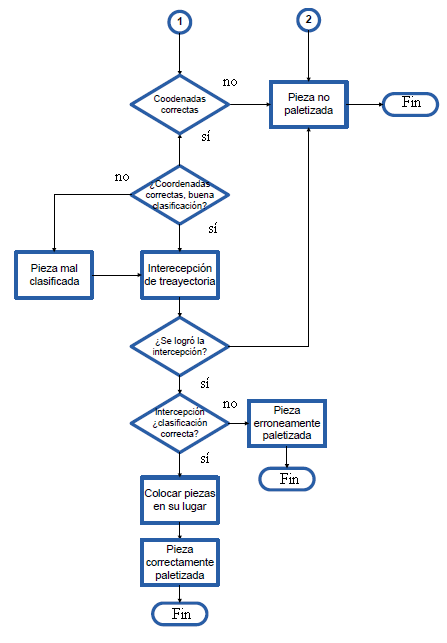 1
2
no
Coodenadas
correctas
Pieza no
paletizada
Fin
sí
no
¿Coordenadas
correctas, buena
clasificación?
sí
Pieza mal
clasificada
Interecepción
de treayectoria
¿Se logró la
intercepción?
sí
Intercepción
¿clasificación
correcta?
no
Pieza
erroneamente
paletizada
sí
Fin
Colocar piezas
en su lugar
Pieza
correctamente
paletizada
Fin